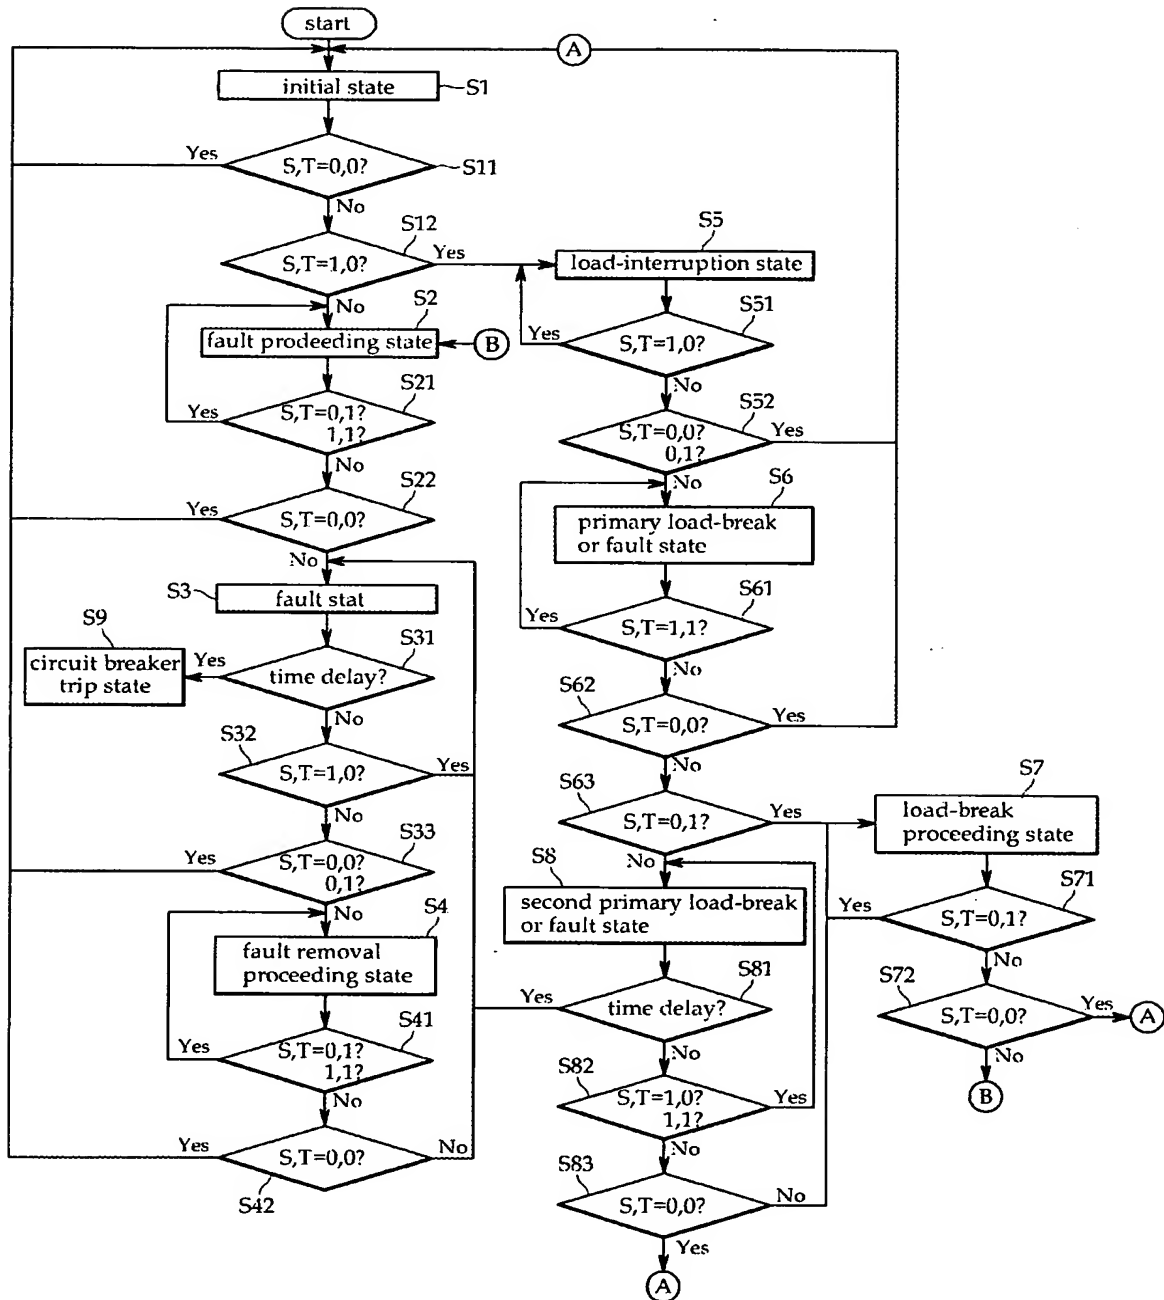 start
A
initial state
S1
Yes
S,T=0,0?
S11
No
S12
S,T=1,0?
Yes
No
S5
load-interruption state
S2
fault prodeeding state
B
S51
Yes
S,T=1,0?
No
S21
Yes
S,T=0,1?
1,1?
No
S52
S,T=0,0?
0,1?
Yes
No
S22
Yes
S,T=0,0?
No
S6
primary load-break
or fault state
S3
fault stat
S61
Yes
S,T=1,1?
No
S9
circuit breaker
trip state
Yes
S31
time delay?
No
S62
S,T=0,0?
Yes
No
S32
S,T=1,0?
Yes
No
S63
S,T=0,1?
Yes
No
S7
load-break
proceeding state
S33
Yes
S,T=0,0?
0,1?
No
S8
second primary load-break
or fault state
S71
Yes
S,T=0,1?
No
S4
fault removal
proceeding state
S81
Yes
time delay?
No
S72
S,T=0,0?
Yes
A
No
B
S41
Yes
S,T=0,1?
1,1?
No
S82
S,T=1,0?
1,1?
Yes
No
Yes
S,T=0,0?
No
S42
S83
S,T=0,0?
No
Yes
A